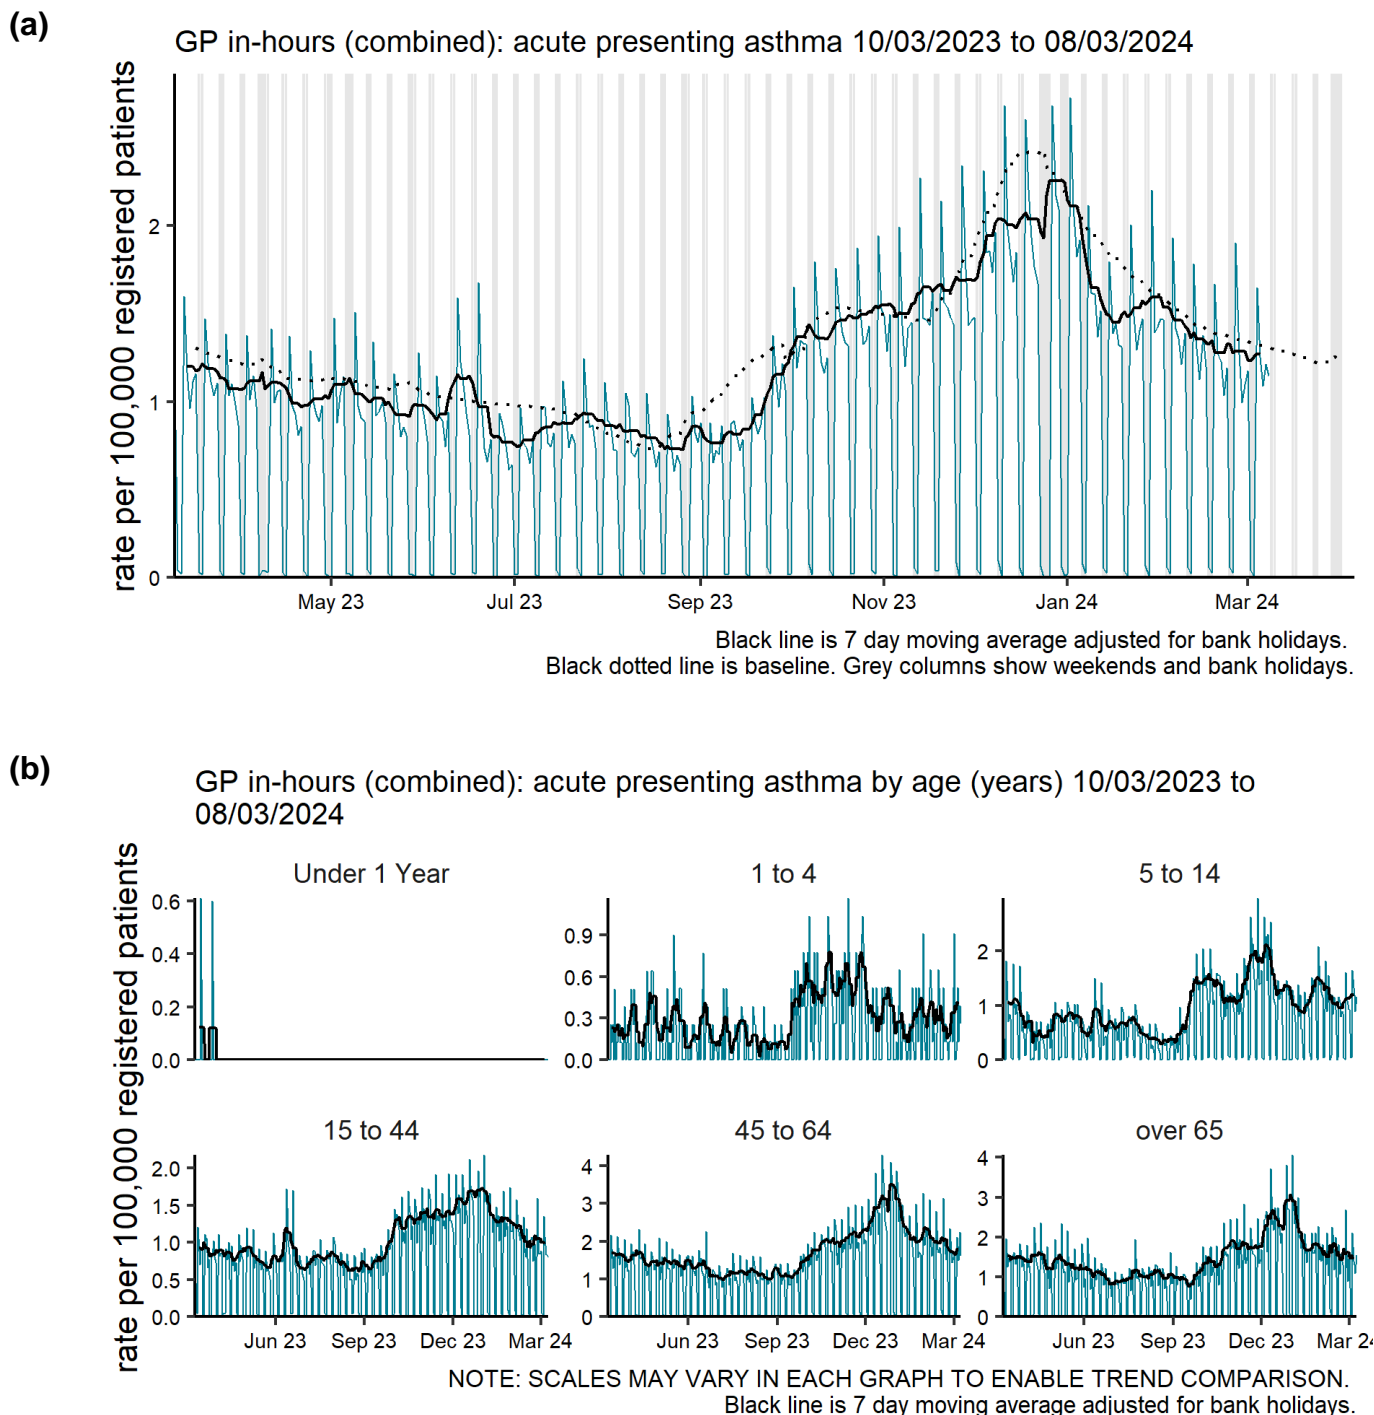 (a)
GP in-hours (combined): acute presenting asthma 10/03/2023 to 08/03/2024
rate per 100,000 registered patients
2
1
0
May 23
Jul 23
Sep 23
Nov 23
Jan 24
Mar 24
Black line is 7 day moving average adjusted for bank holidays.
Black dotted line is baseline. Grey columns show weekends and bank holidays.
(b)
GP in-hours (combined): acute presenting asthma by age (years) 10/03/2023 to
08/03/2024
rate per 100,000 registered patients
Under 1 Year
0.6
0.4
0.2
0.0
1 to 4
0.9
0.6
0.3
0.0
5 to 14
2
1
0
15 to 44
2.0
1.5
1.0
0.5
0.0
Jun 23
Sep 23
Dec 23
Mar 24
45 to 64
4
3
2
1
0
Jun 23
Sep 23
Dec 23
Mar 24
over 65
4
3
2
1
0
Jun 23
Sep 23
Dec 23
Mar 24
NOTE: SCALES MAY VARY IN EACH GRAPH TO ENABLE TREND COMPARISON.
Black line is 7 day moving average adjusted for bank holidays.